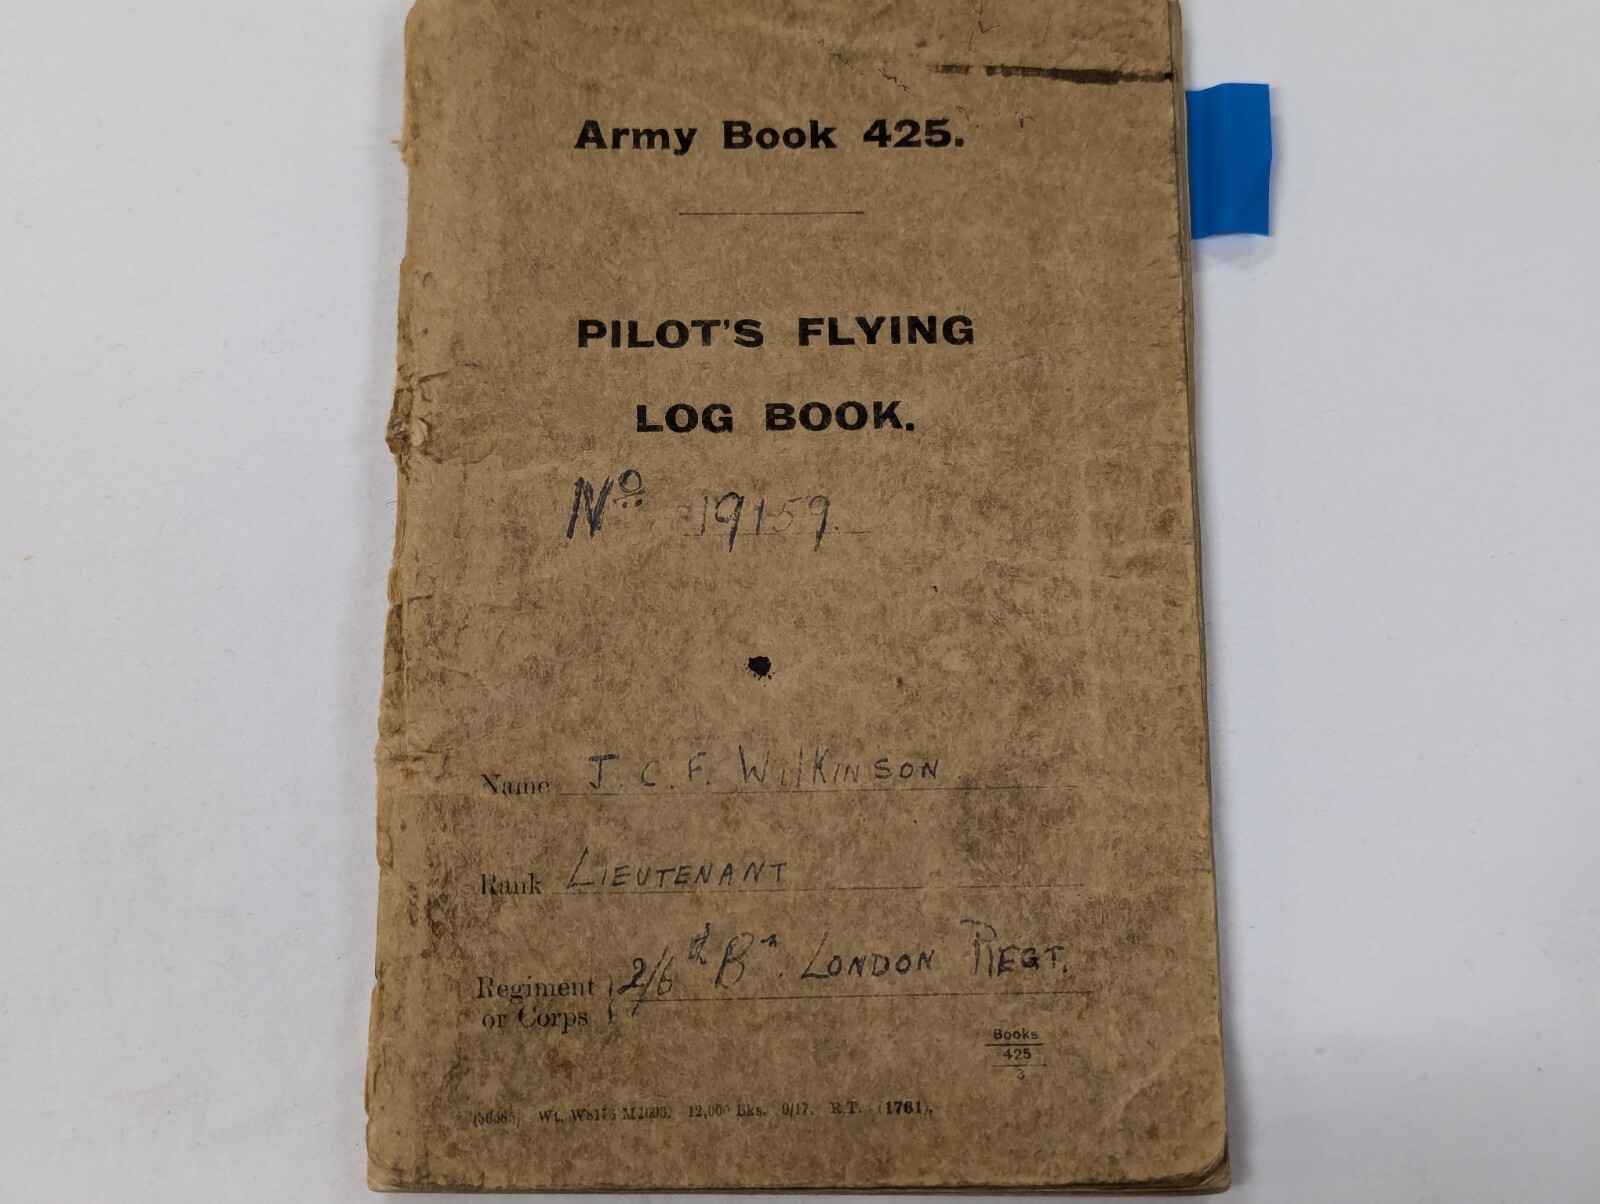 Army Book 425.
PILOT'S FLYING
LOG BOOK.
Nº 19159.
Name J. C. F. WilKINSON
Rank LIEUTENANT
Regiment or Corps } 2/6th Bn. LONDON REGT.
Books
425
3
Wt. 12,000 Bks. 9/17. R.T. (1761).